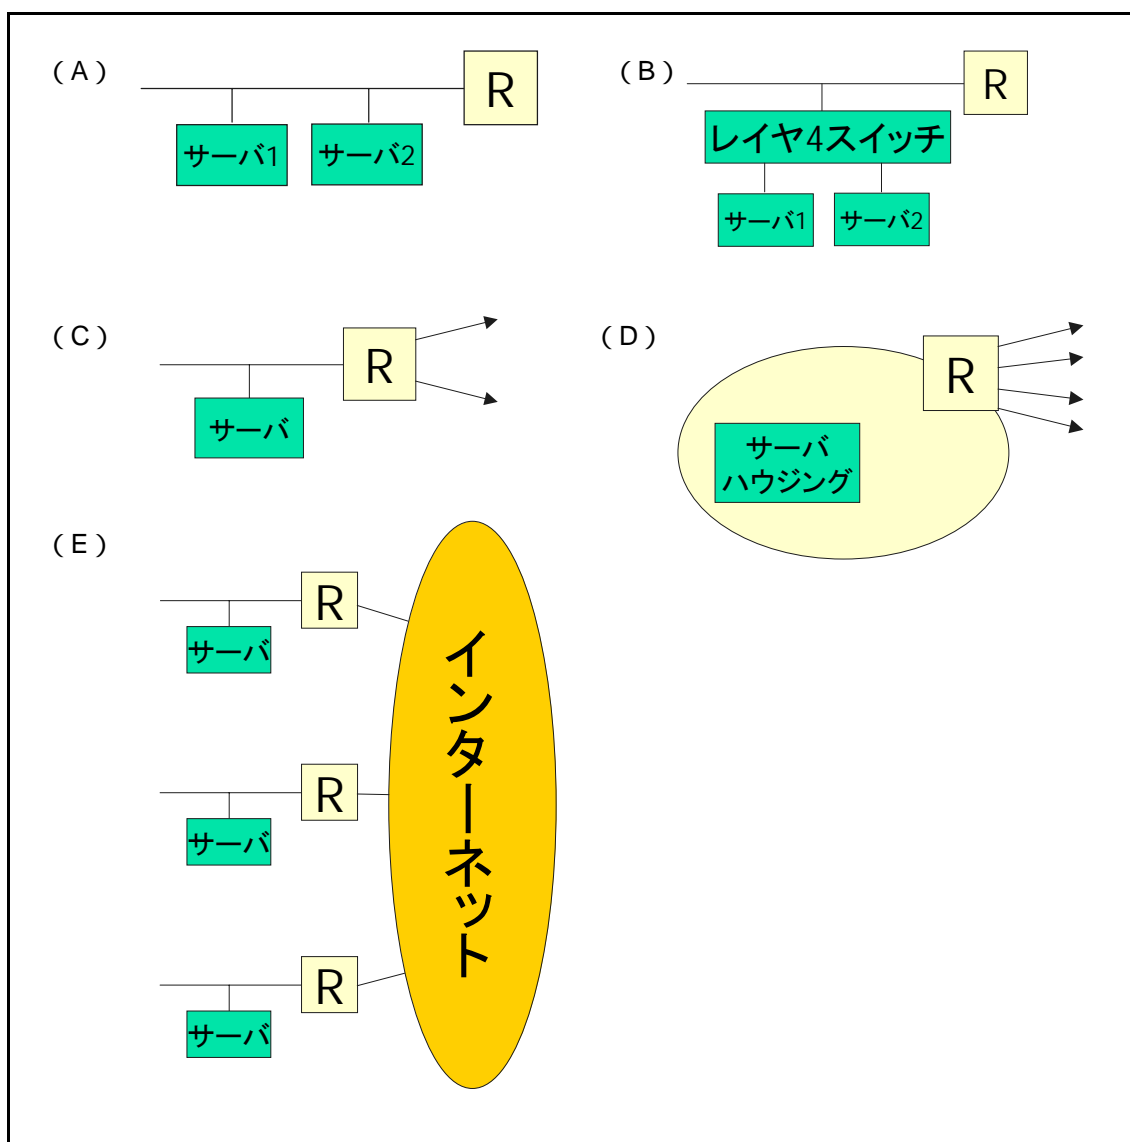 (A)
R
サーバ1
サーバ2
(B)
R
レイヤ4スイッチ
サーバ1
サーバ2
(C)
R
サーバ
(D)
R
サーバ
ハウジング
(E)
R
サーバ
R
サーバ
R
サーバ
インターネット